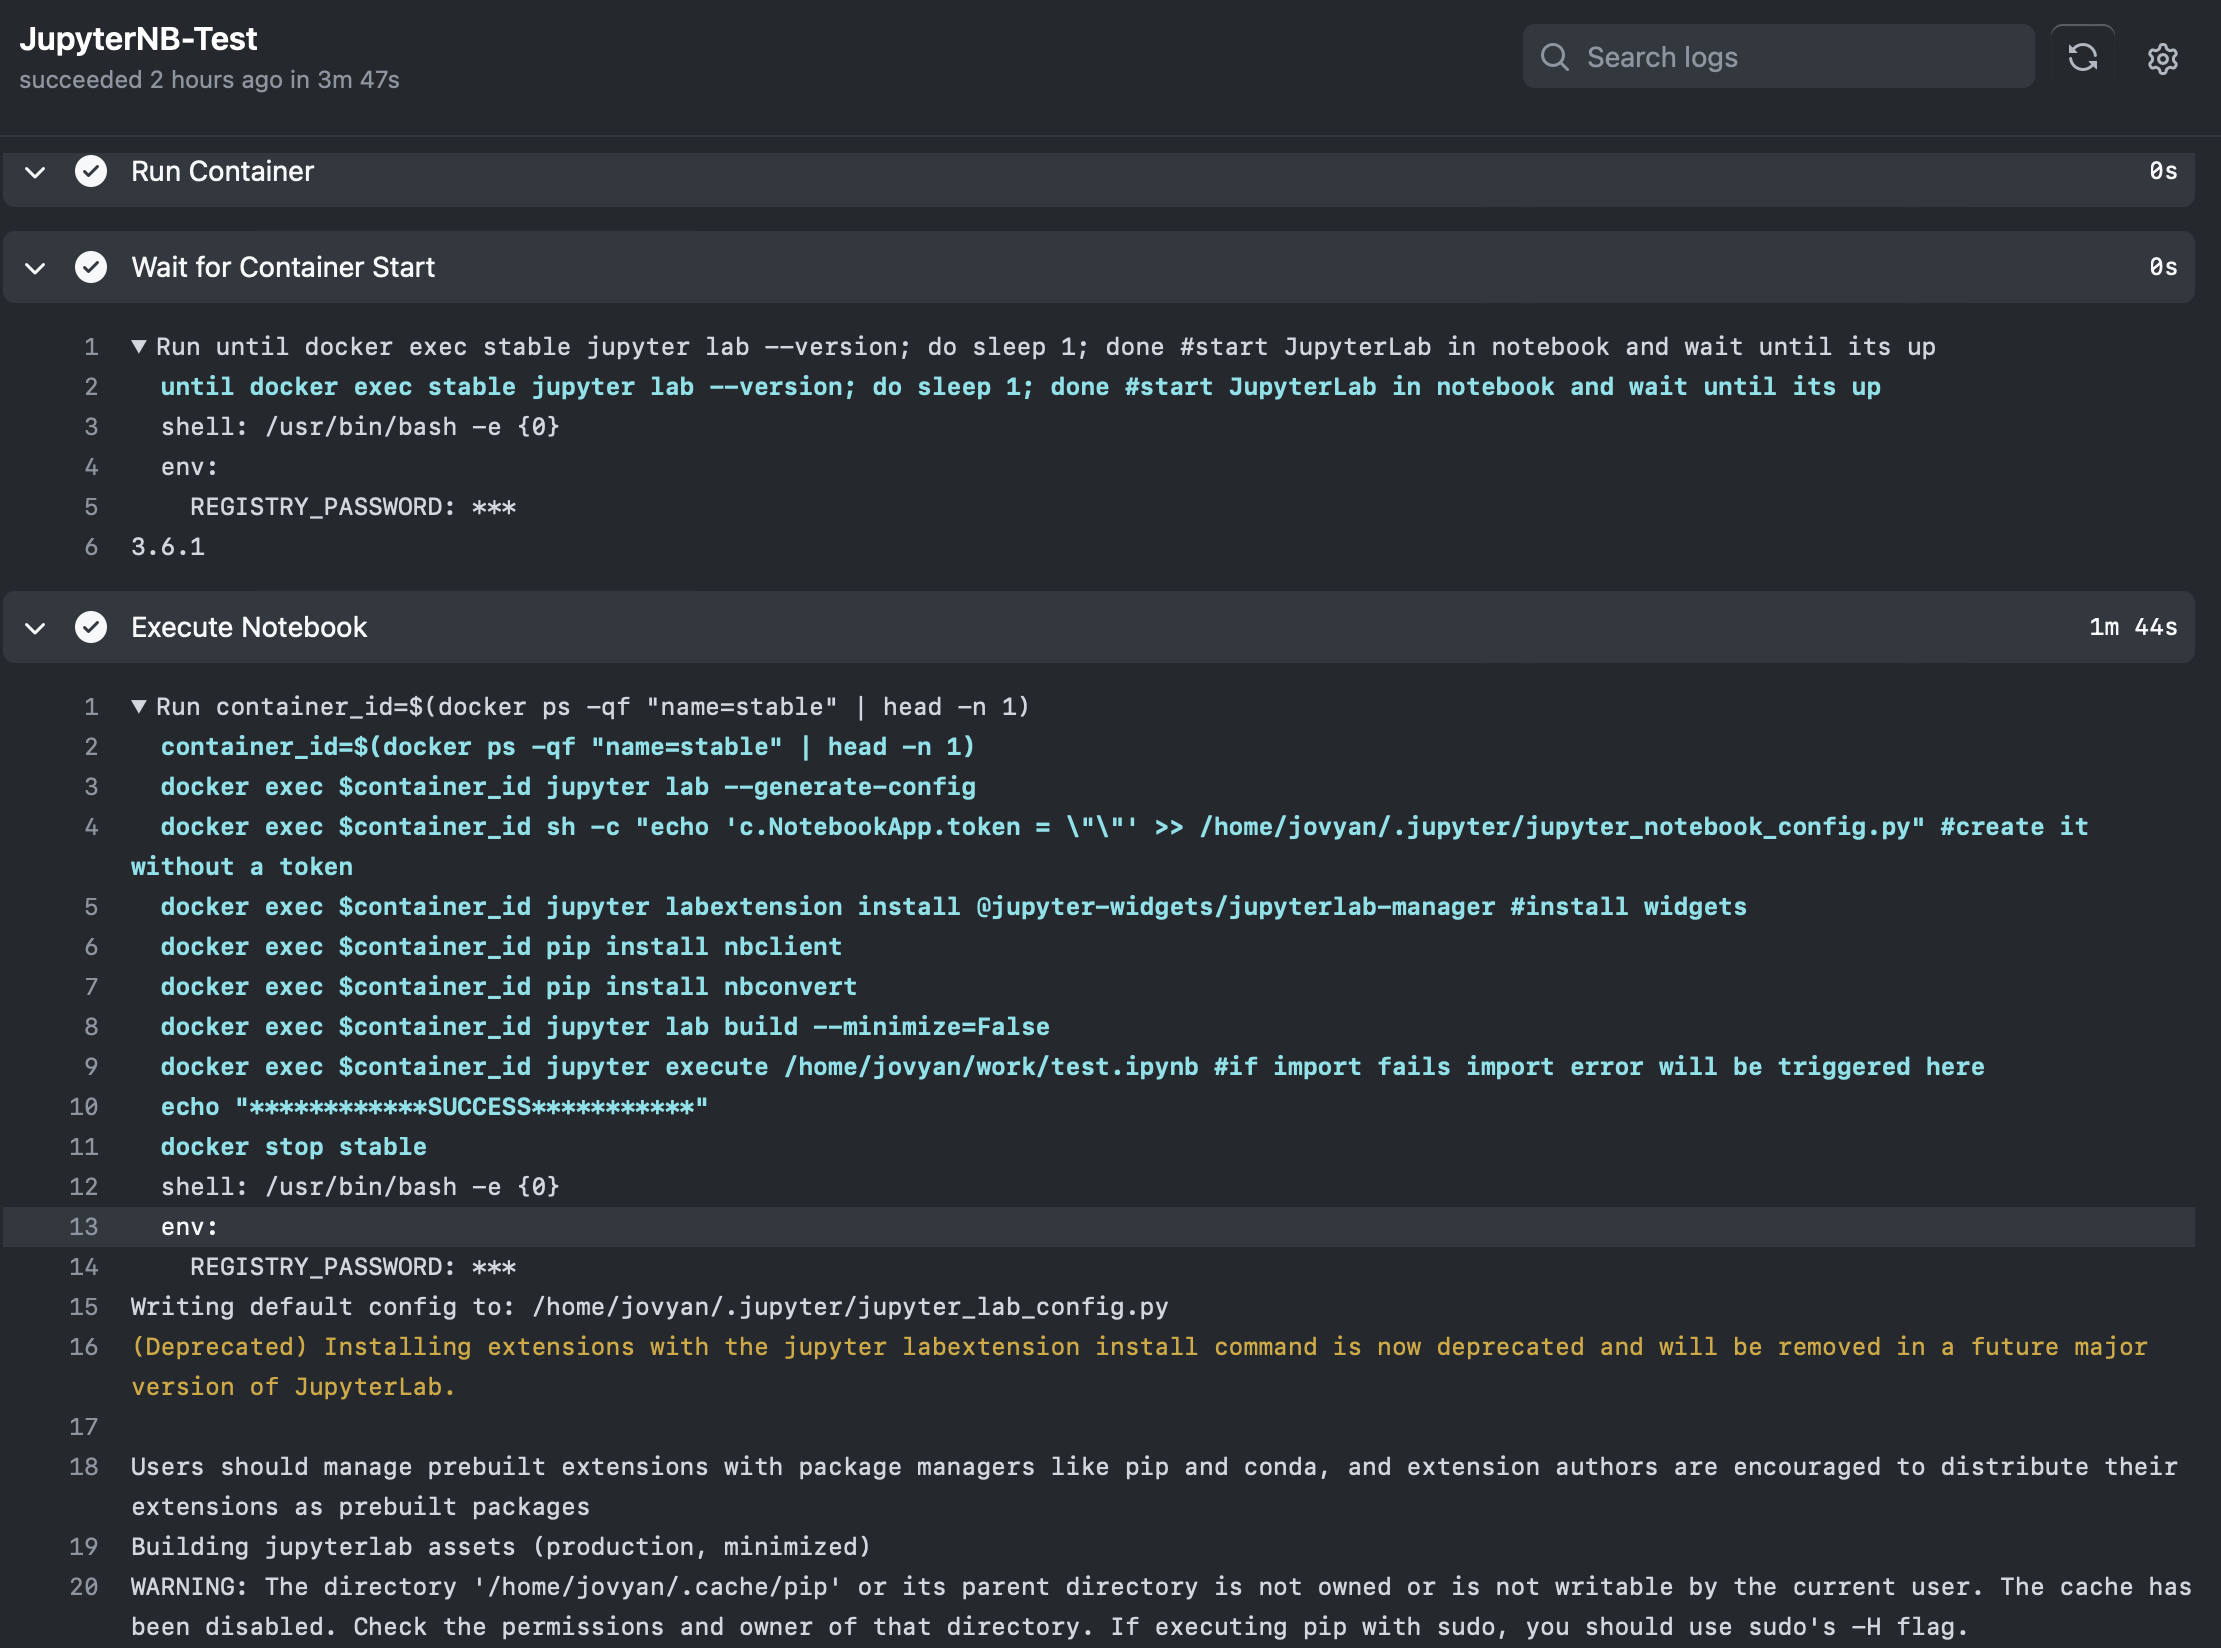 JupyterNB-Test
succeeded 2 hours ago in 3m 47s
Search logs
Run Container 0s
Wait for Container Start 0s
1 Run until docker exec stable jupyter lab --version; do sleep 1; done #start JupyterLab in notebook and wait until its up
2 until docker exec stable jupyter lab --version; do sleep 1; done #start JupyterLab in notebook and wait until its up
3 shell: /usr/bin/bash -e {0}
4 env:
5 REGISTRY_PASSWORD: ***
6 3.6.1
Execute Notebook 1m 44s
1 Run container_id=$(docker ps -qf "name=stable" | head -n 1)
2 container_id=$(docker ps -qf "name=stable" | head -n 1)
3 docker exec $container_id jupyter lab --generate-config
4 docker exec $container_id sh -c "echo 'c.NotebookApp.token = \"\"' >> /home/jovyan/.jupyter/jupyter_notebook_config.py" #create it
without a token
5 docker exec $container_id jupyter labextension install @jupyter-widgets/jupyterlab-manager #install widgets
6 docker exec $container_id pip install nbclient
7 docker exec $container_id pip install nbconvert
8 docker exec $container_id jupyter lab build --minimize=False
9 docker exec $container_id jupyter execute /home/jovyan/work/test.ipynb #if import fails import error will be triggered here
10 echo "************SUCCESS***********"
11 docker stop stable
12 shell: /usr/bin/bash -e {0}
13 env:
14 REGISTRY_PASSWORD: ***
15 Writing default config to: /home/jovyan/.jupyter/jupyter_lab_config.py
16 (Deprecated) Installing extensions with the jupyter labextension install command is now deprecated and will be removed in a future major
version of JupyterLab.
17
18 Users should manage prebuilt extensions with package managers like pip and conda, and extension authors are encouraged to distribute their
extensions as prebuilt packages
19 Building jupyterlab assets (production, minimized)
20 WARNING: The directory '/home/jovyan/.cache/pip' or its parent directory is not owned or is not writable by the current user. The cache has
been disabled. Check the permissions and owner of that directory. If executing pip with sudo, you should use sudo's -H flag.